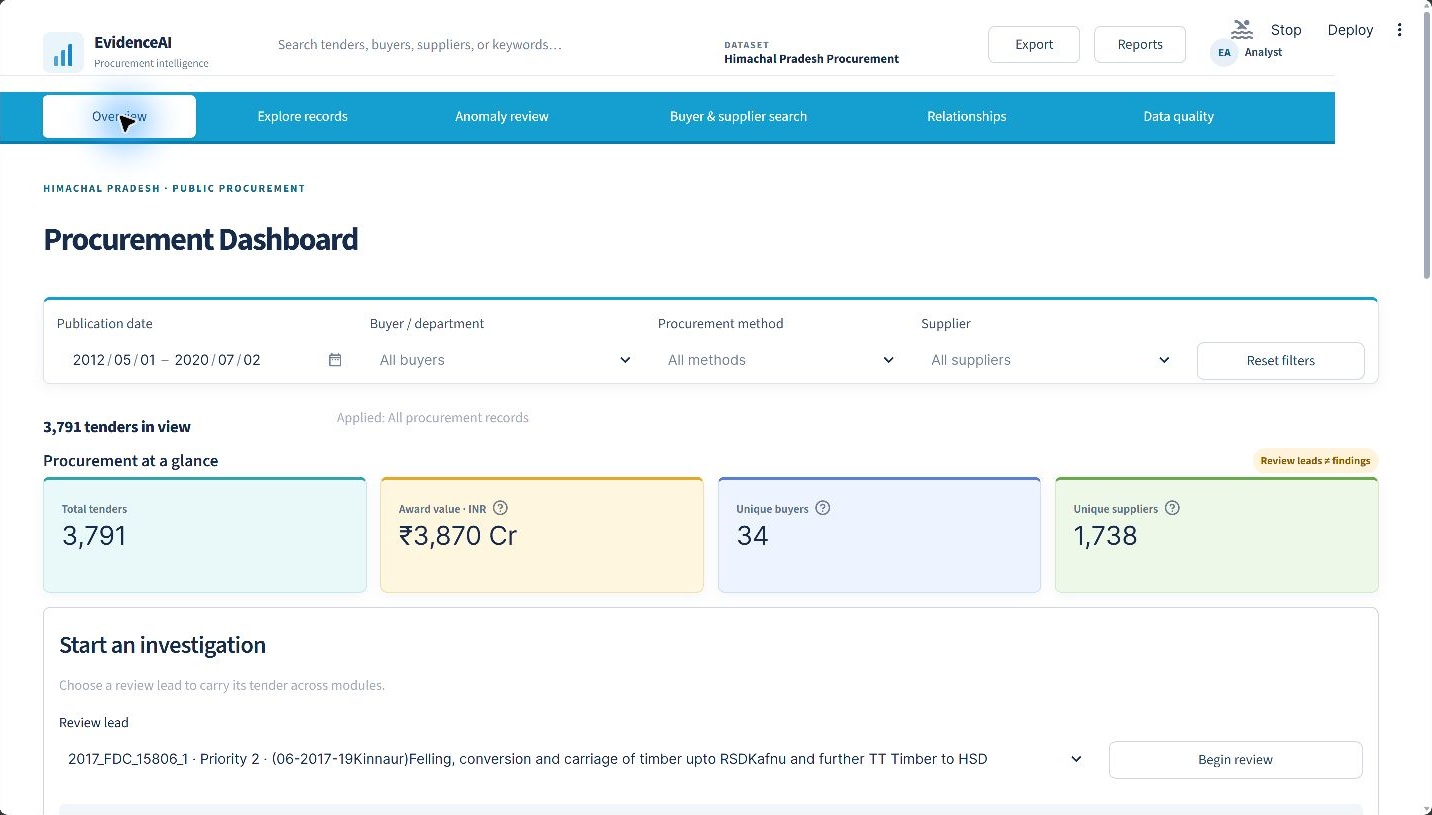 EvidenceAI
Procurement intelligence
Search tenders, buyers, suppliers, or keywords…
DATASET
Himachal Pradesh Procurement
Export
Reports
Stop
Deploy
EA
Analyst
Overview
Explore records
Anomaly review
Buyer & supplier search
Relationships
Data quality
HIMACHAL PRADESH · PUBLIC PROCUREMENT
Procurement Dashboard
Publication date
Buyer / department
Procurement method
Supplier
2012/05/01 – 2020/07/02
All buyers
All methods
All suppliers
Reset filters
3,791 tenders in view
Applied: All procurement records
Procurement at a glance
Review leads ≠ findings
Total tenders
3,791
Award value · INR
₹3,870 Cr
Unique buyers
34
Unique suppliers
1,738
Start an investigation
Choose a review lead to carry its tender across modules.
Review lead
2017_FDC_15806_1 · Priority 2 · (06-2017-19Kinnaur)Felling, conversion and carriage of timber upto RSDKafnu and further TT Timber to HSD
Begin review